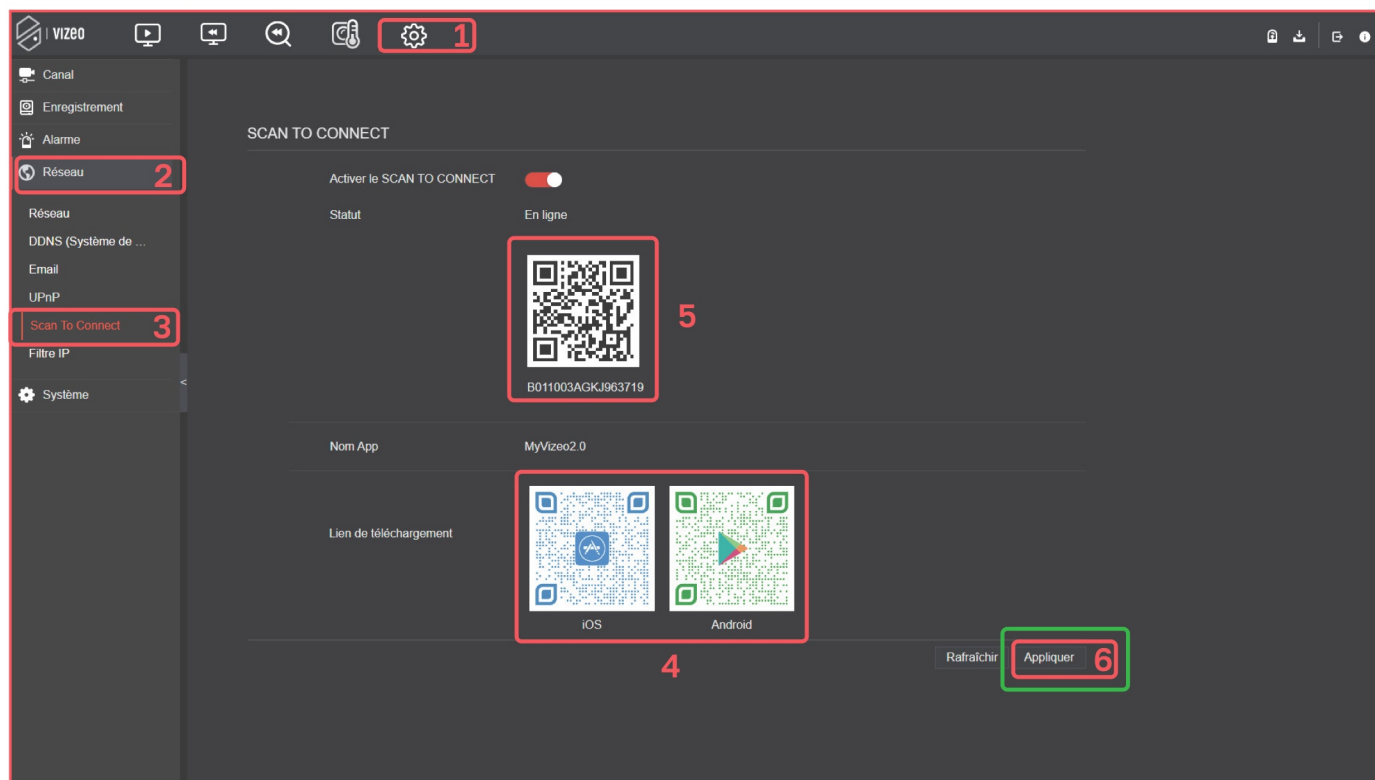 VIZEO
1
Canal
Enregistrement
Alarme
Réseau 2
Réseau
DDNS (Système de ...
Email
UPnP
Scan To Connect 3
Filtre IP
<
Système
SCAN TO CONNECT
Activer le SCAN TO CONNECT
Statut En ligne
5
B011003AGKJ963719
Nom App MyVizeo2.0
Lien de téléchargement
iOS Android
4
Rafraîchir Appliquer 6